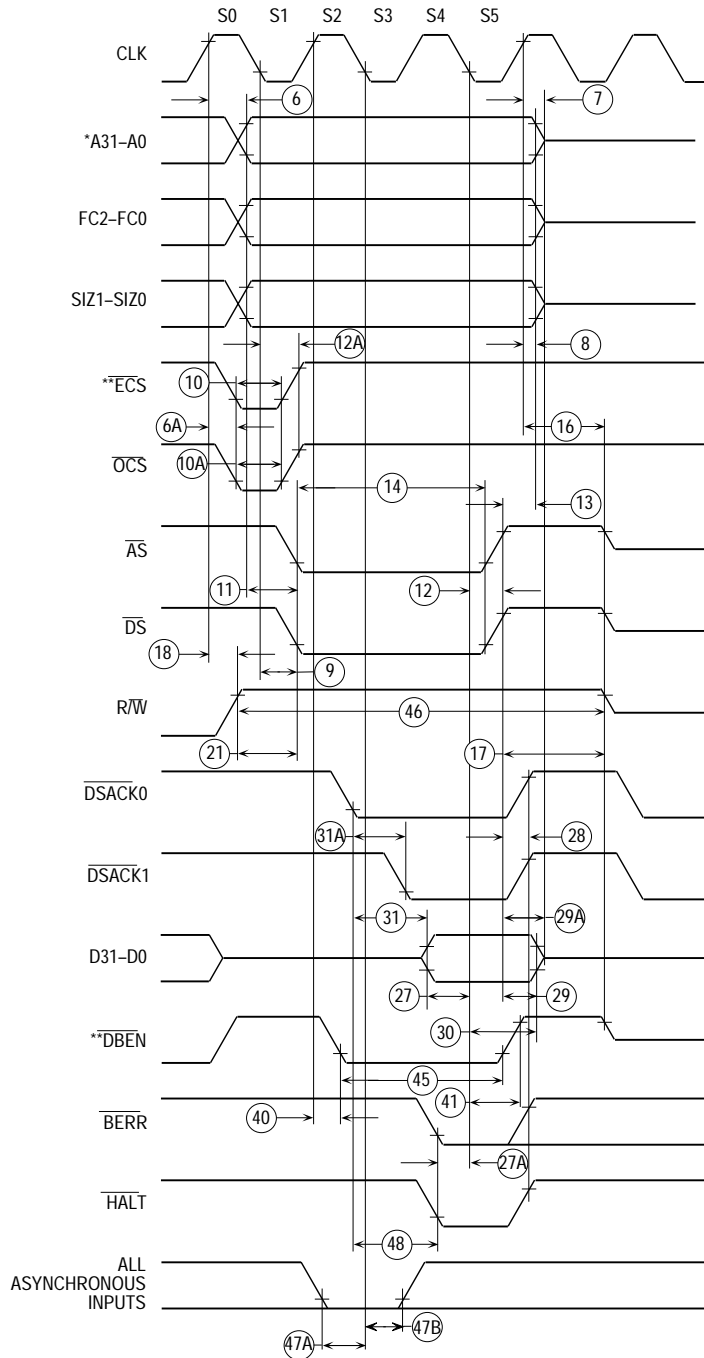 S0 S1 S2 S3 S4 S5
CLK
6 7
*A31–A0
FC2–FC0
SIZ1–SIZ0
12A 8
**ECS 10
6A 16
OCS 10A
14
13
AS
11 12
DS
18
9
R/W
46
21 17
DSACK0
31A 28
DSACK1
31 29A
D31–D0
27 29
30
**DBEN
45
41
40
BERR
27A
HALT
48
ALL
ASYNCHRONOUS
INPUTS
47A 47B